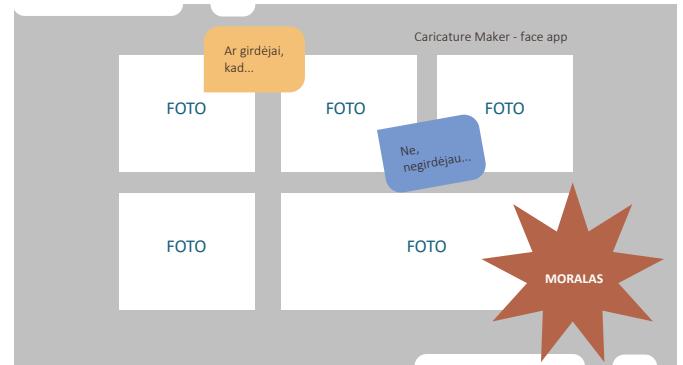 Caricature Maker - face app
Ar girdėjai,
kad...
FOTO
FOTO
FOTO
Ne,
negirdėjau...
FOTO
FOTO
MORALAS